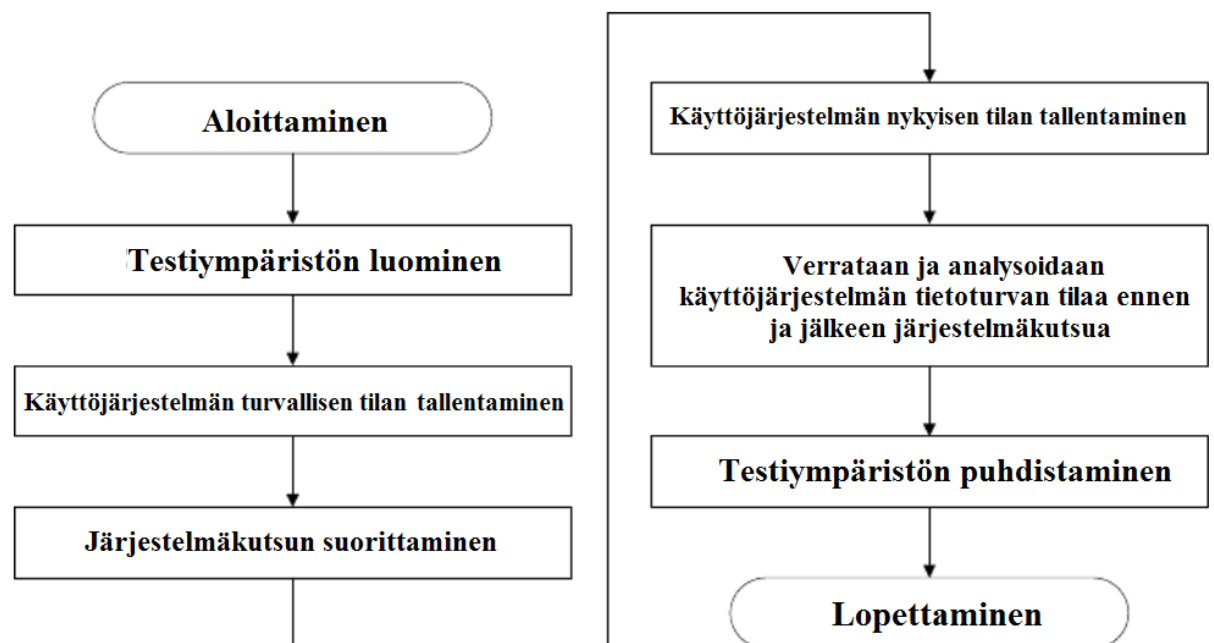 Aloittaminen
Testiympäristön luominen
Käyttöjärjestelmän turvallisen tilan tallentaminen
Järjestelmäkutsun suorittaminen
Käyttöjärjestelmän nykyisen tilan tallentaminen
Verrataan ja analysoidaan
käyttöjärjestelmän tietoturvan tilaa ennen
ja jälkeen järjestelmäkutsua
Testiympäristön puhdistaminen
Lopettaminen